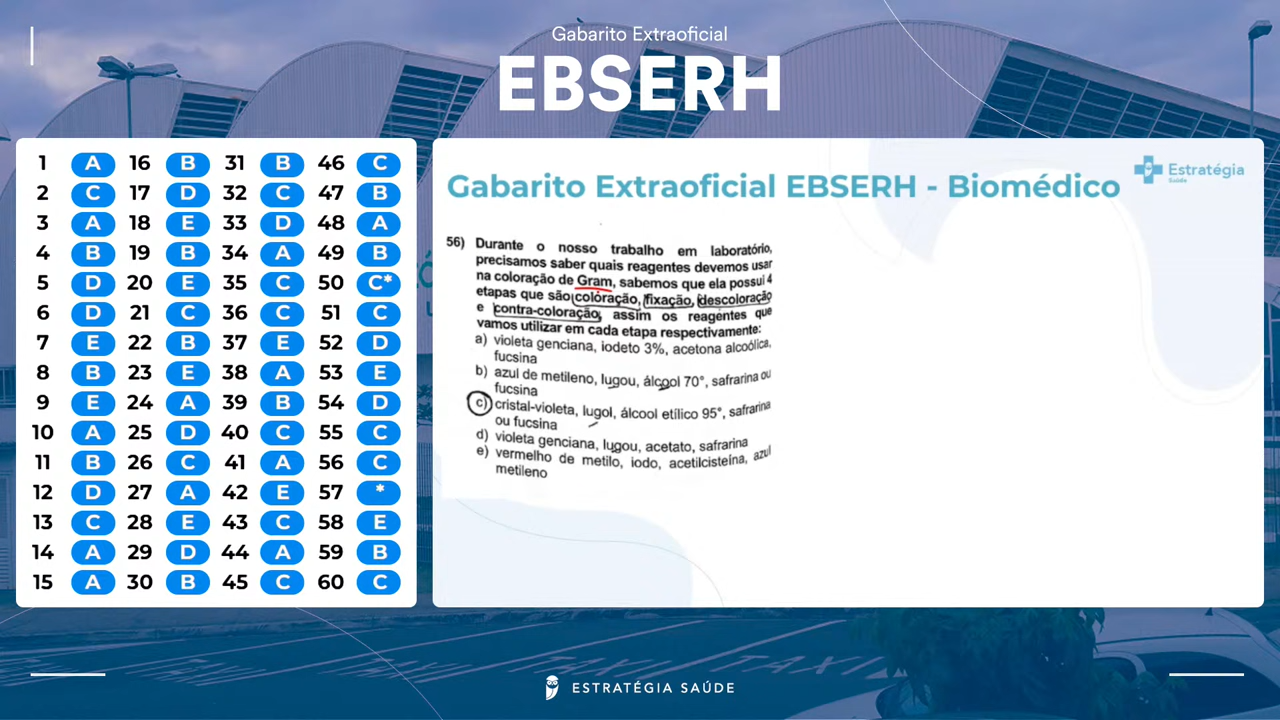 Gabarito Extraoficial
EBSERH
1 A 16 B 31 B 46 C
2 C 17 D 32 C 47 B
3 A 18 E 33 D 48 A
4 B 19 B 34 A 49 B
5 D 20 E 35 C 50 C*
6 D 21 C 36 C 51 C
7 E 22 B 37 E 52 D
8 B 23 E 38 A 53 E
9 E 24 A 39 B 54 D
10 A 25 D 40 C 55 C
11 B 26 C 41 A 56 C
12 D 27 A 42 E 57 *
13 C 28 E 43 C 58 E
14 A 29 D 44 A 59 B
15 A 30 B 45 C 60 C
Gabarito Extraoficial EBSERH - Biomédico
Estratégia
Saúde
56) Durante o nosso trabalho em laboratório,
precisamos saber quais reagentes devemos usar
na coloração de Gram, sabemos que ela possui 4
etapas que são coloração, fixação, descoloração
e contra-coloração, assim os reagentes que
vamos utilizar em cada etapa respectivamente:
a) violeta genciana, iodeto 3%, acetona alcoólica,
fucsina
b) azul de metileno, lugou, álcool 70°, safrarina ou
fucsina
c) cristal-violeta, lugol, álcool etílico 95°, safrarina
ou fucsina
d) violeta genciana, lugou, acetato, safrarina
e) vermelho de metilo, iodo, acetilcisteína, azul
metileno
TAXI TAXI
ESTRATÉGIA SAÚDE